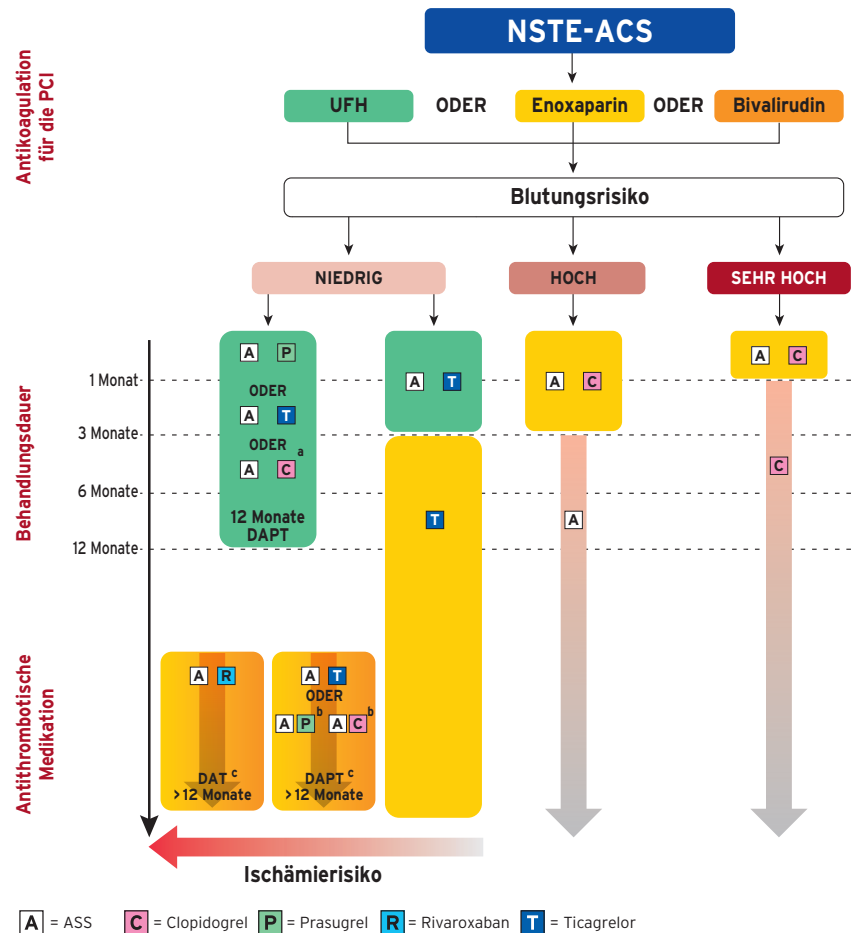 NSTE-ACS
Antikoagulation
für die PCI
UFH ODER Enoxaparin ODER Bivalirudin
Blutungsrisiko
NIEDRIG HOCH SEHR HOCH
Behandlungsdauer
A P
A C
A T
A C
1 Monat
ODER
A T
3 Monate
ODER a
A C
C
6 Monate
12 Monate
DAPT
T
A
12 Monate
Antithrombotische
Medikation
A R
DAT c
> 12 Monate
A T
ODER
A P b A C b
DAPT c
> 12 Monate
Ischämierisiko
A = ASS C = Clopidogrel P = Prasugrel R = Rivaroxaban T = Ticagrelor